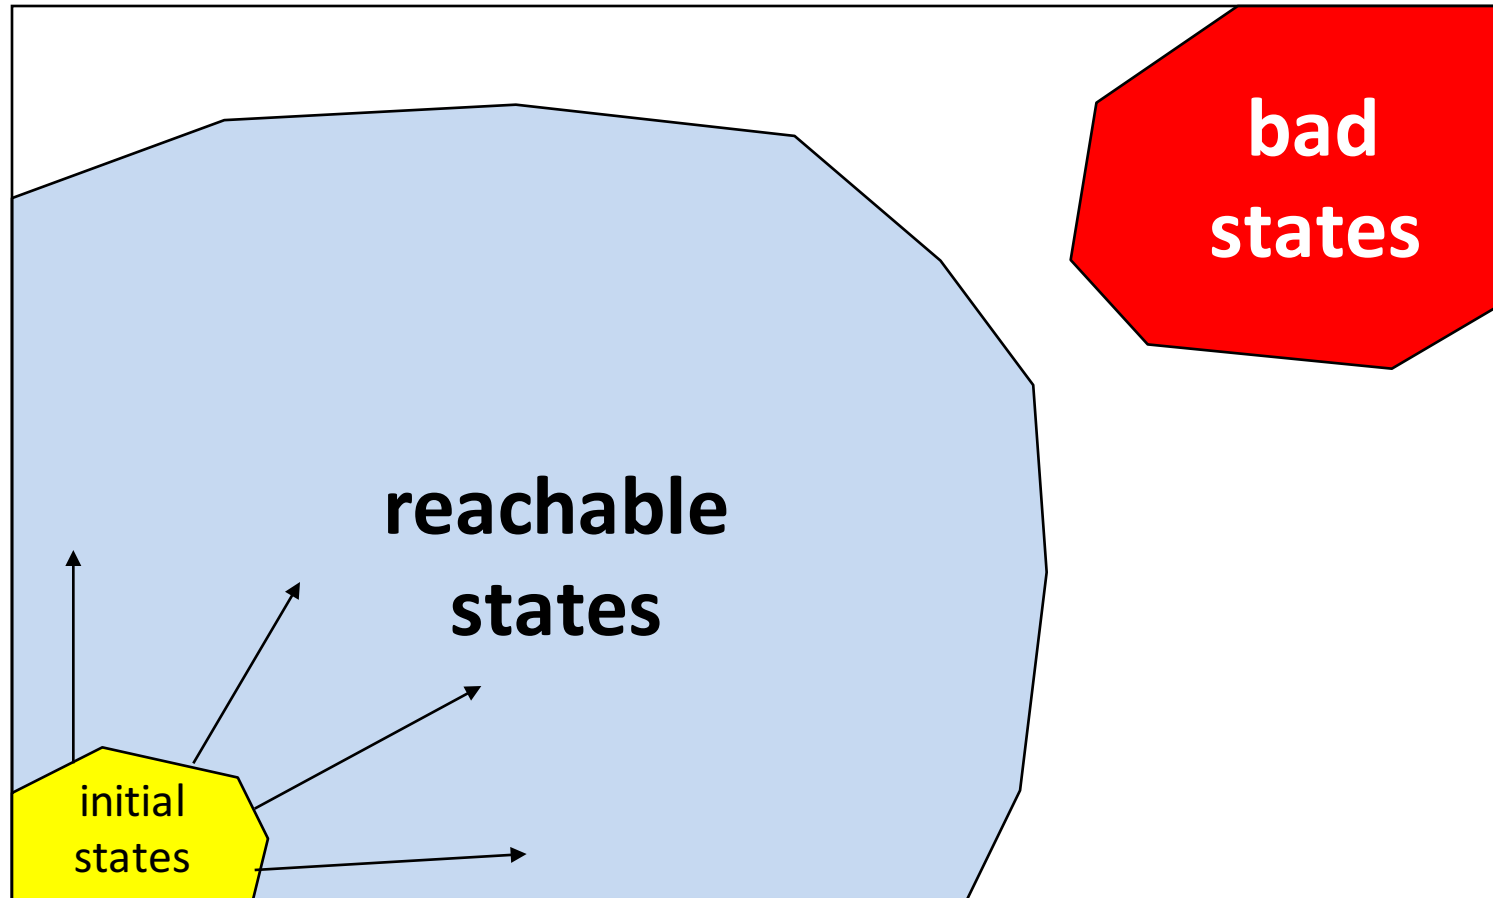 bad
states
reachable
states
initial
states